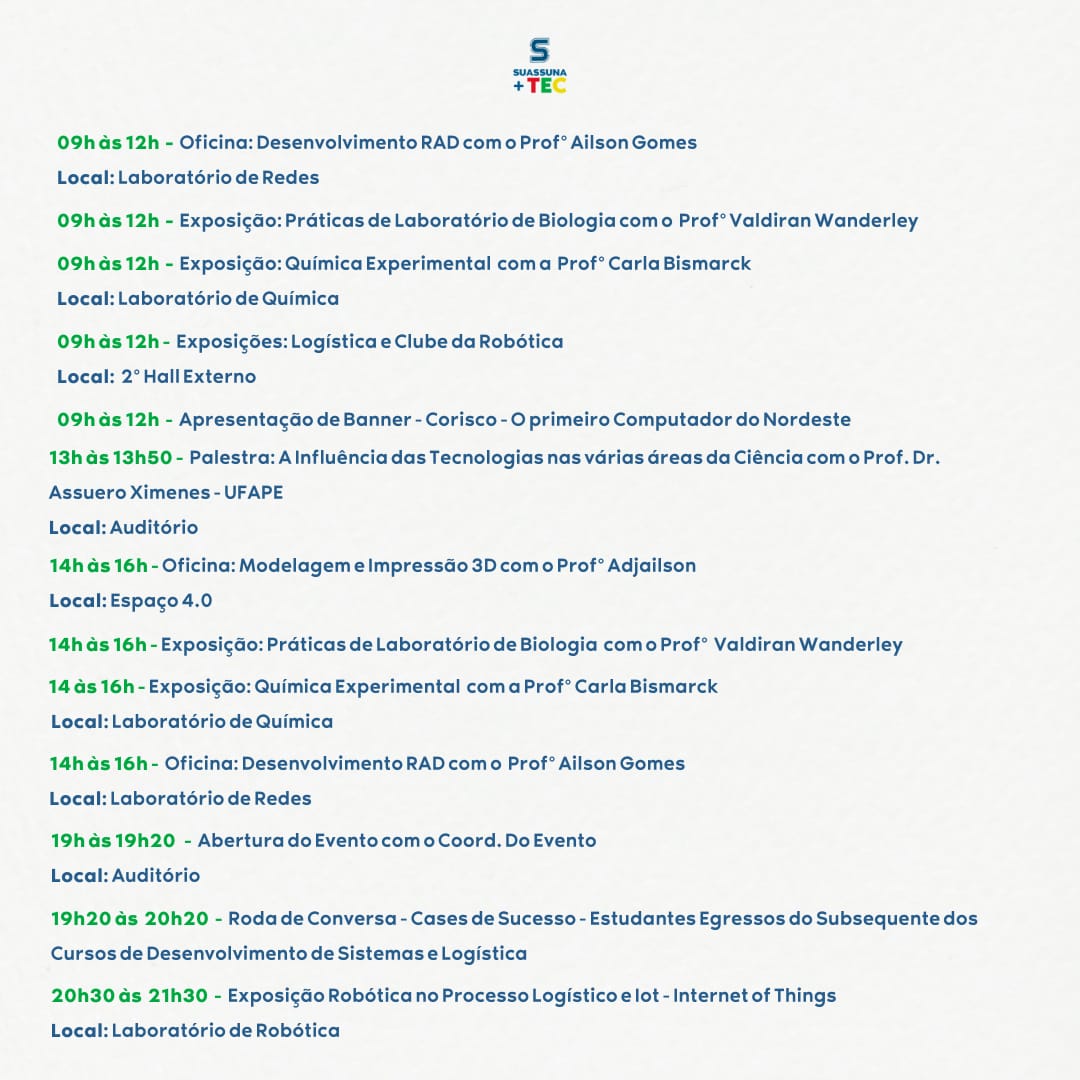 S
SUASSUNA
+ TEC
09h às 12h - Oficina: Desenvolvimento RAD com o Prof° Ailson Gomes
Local: Laboratório de Redes
09h às 12h - Exposição: Práticas de Laboratório de Biologia com o Prof° Valdiran Wanderley
09h às 12h - Exposição: Química Experimental com a Prof° Carla Bismarck
Local: Laboratório de Química
09h às 12h - Exposições: Logística e Clube da Robótica
Local: 2° Hall Externo
09h às 12h - Apresentação de Banner - Corisco - O primeiro Computador do Nordeste
13h às 13h50 - Palestra: A Influência das Tecnologias nas várias áreas da Ciência com o Prof. Dr.
Assuero Ximenes - UFAPE
Local: Auditório
14h às 16h - Oficina: Modelagem e Impressão 3D com o Prof° Adjailson
Local: Espaço 4.0
14h às 16h - Exposição: Práticas de Laboratório de Biologia com o Prof° Valdiran Wanderley
14 às 16h - Exposição: Química Experimental com a Prof° Carla Bismarck
Local: Laboratório de Química
14h às 16h - Oficina: Desenvolvimento RAD com o Prof° Ailson Gomes
Local: Laboratório de Redes
19h às 19h20 - Abertura do Evento com o Coord. Do Evento
Local: Auditório
19h20 às 20h20 - Roda de Conversa - Cases de Sucesso - Estudantes Egressos do Subsequente dos
Cursos de Desenvolvimento de Sistemas e Logística
20h30 às 21h30 - Exposição Robótica no Processo Logístico e Iot - Internet of Things
Local: Laboratório de Robótica